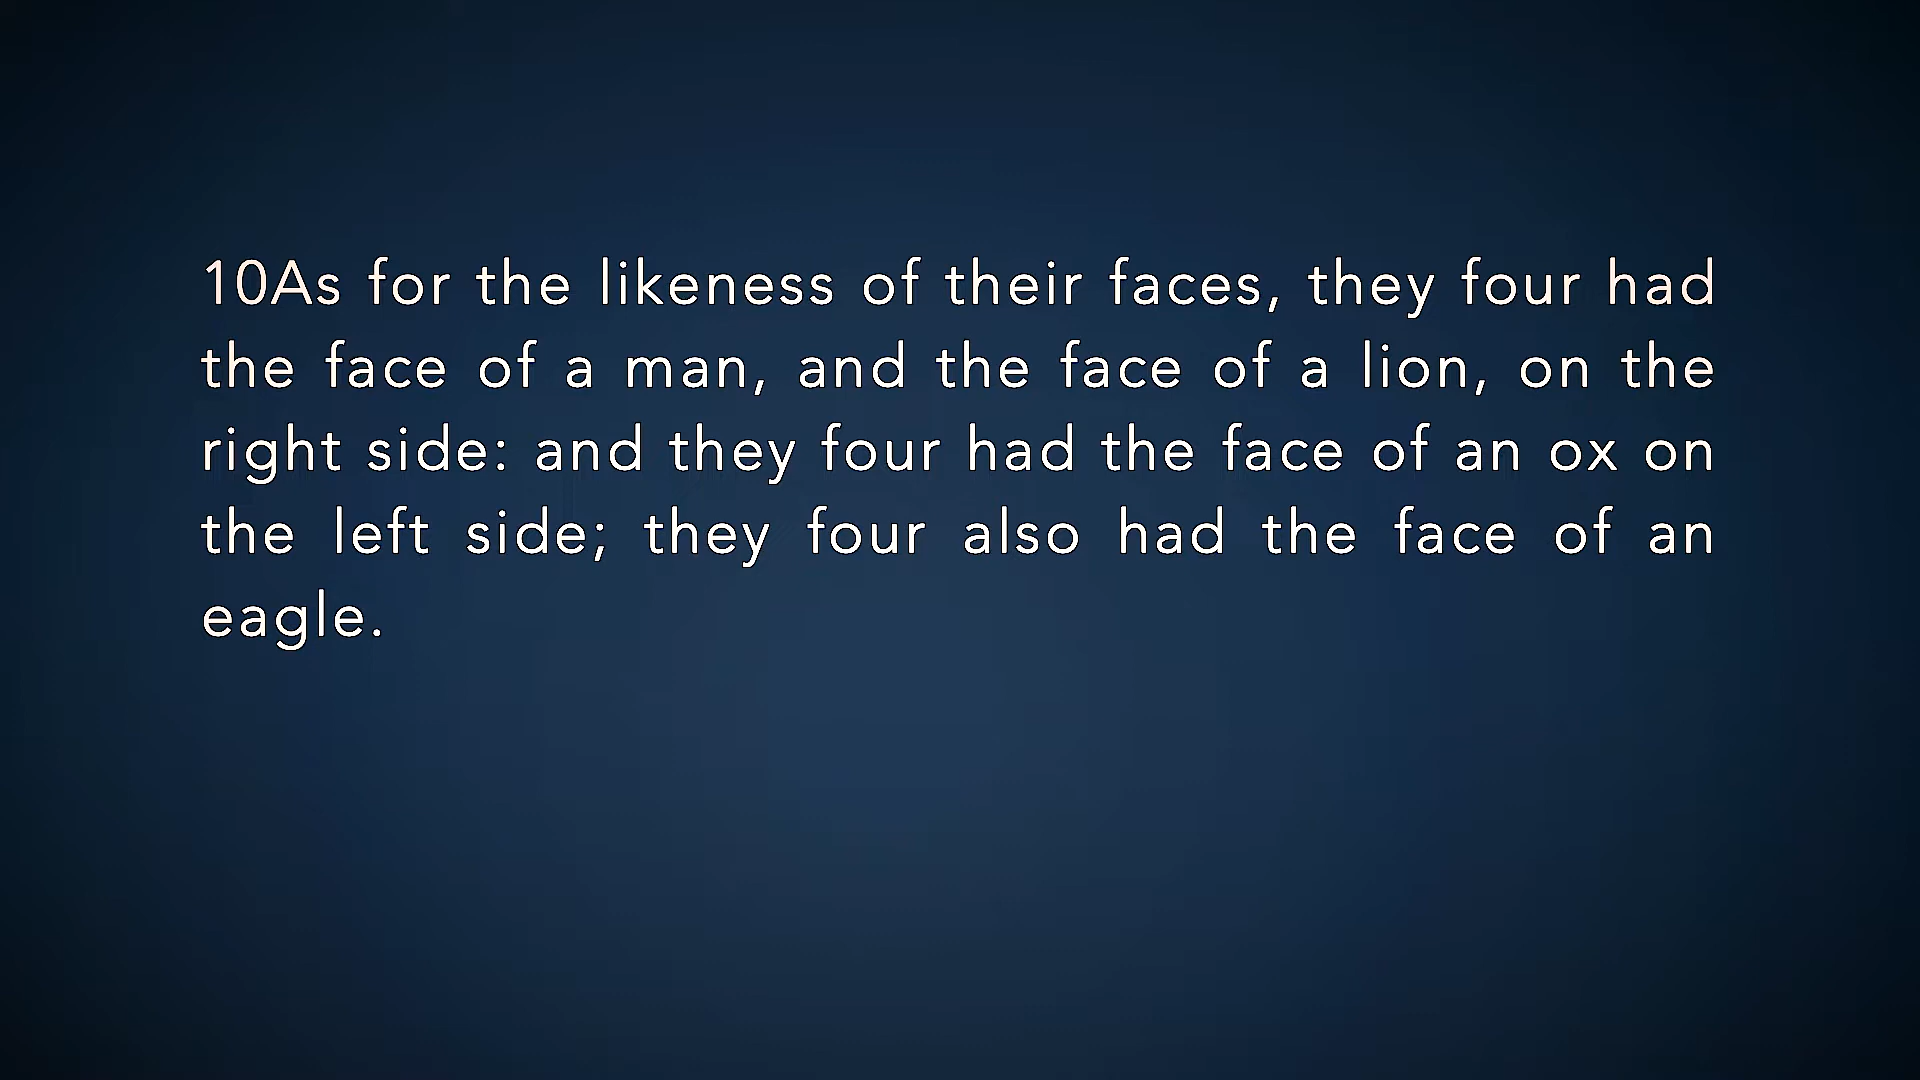 10As for the likeness of their faces, they four had
the face of a man, and the face of a lion, on the
right side: and they four had the face of an ox on
the left side; they four also had the face of an
eagle.